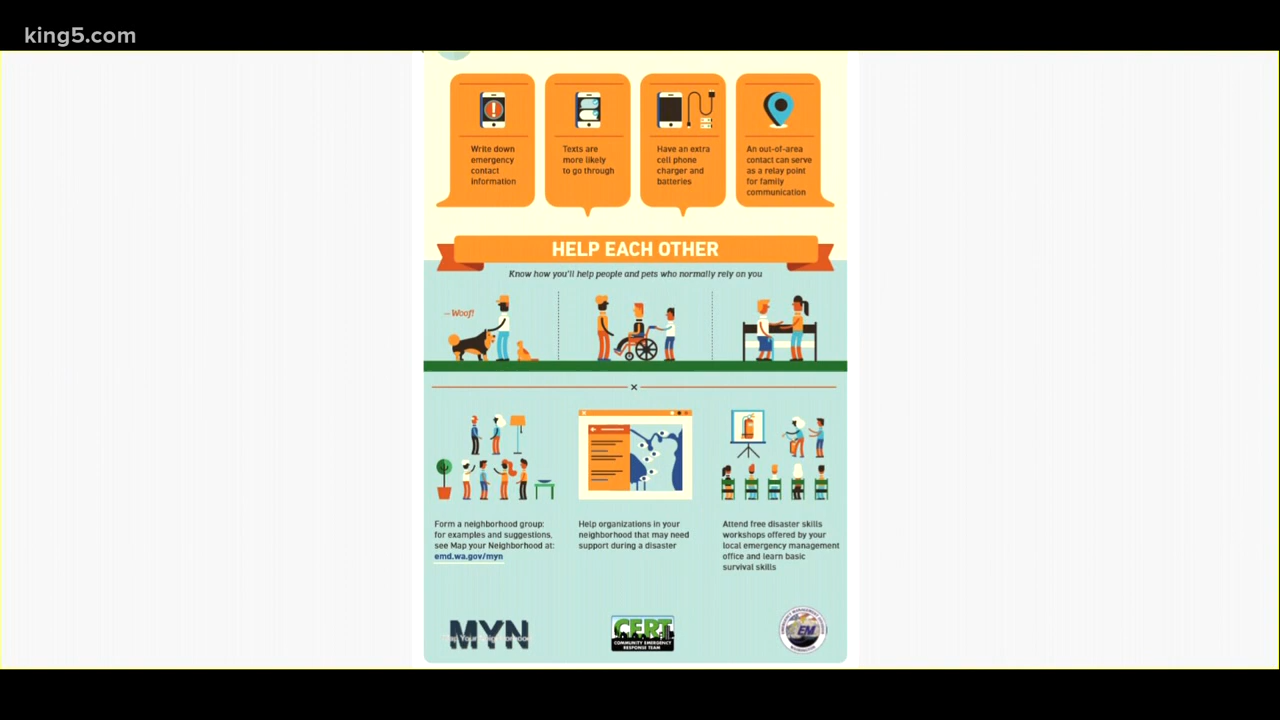 king5.com
Write down
emergency
contact
information
Texts are
more likely
to go through
Have an extra
cell phone
charger and
batteries
An out-of-area
contact can serve
as a relay point
for family
communication
HELP EACH OTHER
Know how you'll help people and pets who normally rely on you
—Woof!
Form a neighborhood group:
for examples and suggestions,
see Map your Neighborhood at:
emd.wa.gov/myn
Help organizations in your
neighborhood that may need
support during a disaster
Attend free disaster skills
workshops offered by your
local emergency management
office and learn basic
survival skills
MYN
Map Your Neighborhood
CERT
COMMUNITY EMERGENCY
RESPONSE TEAM
EM